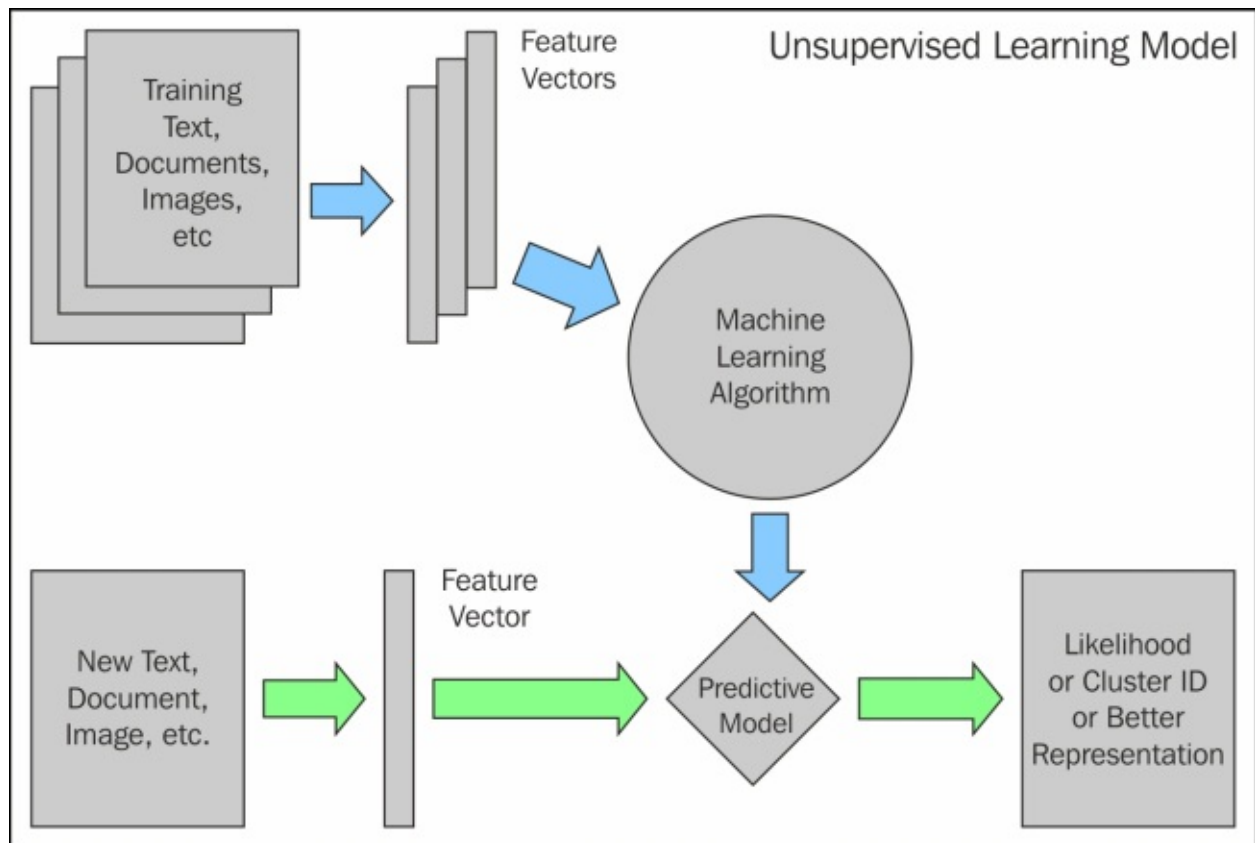 Unsupervised Learning Model
Training
Text,
Documents,
Images,
etc
Feature
Vectors
Machine
Learning
Algorithm
New Text,
Document,
Image, etc.
Feature
Vector
Predictive
Model
Likelihood
or Cluster ID
or Better
Representation